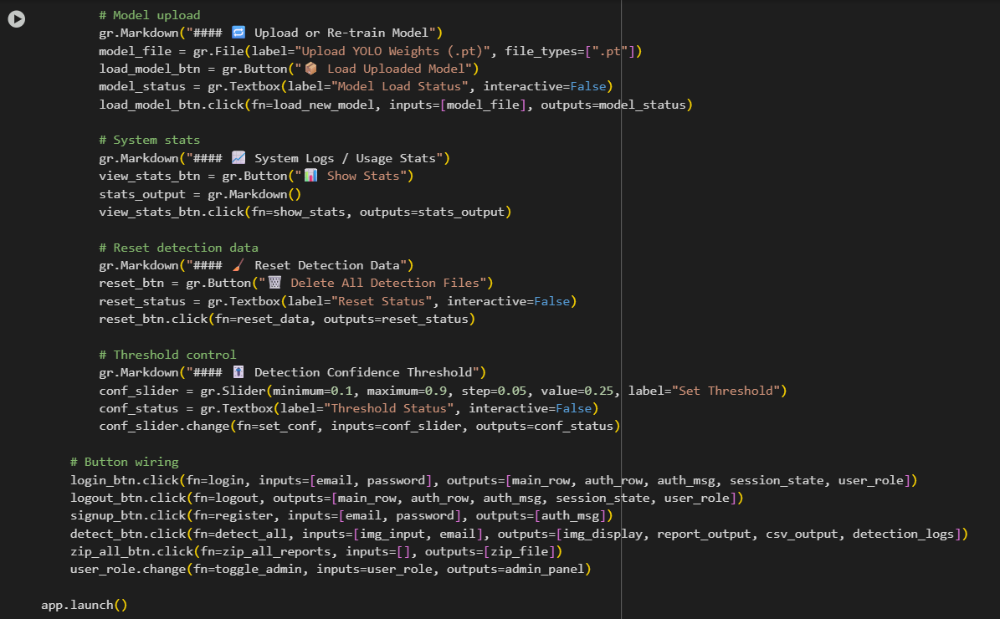 # Model upload
gr.Markdown("#### 🔁 Upload or Re-train Model")
model_file = gr.File(label="Upload YOLO Weights (.pt)", file_types=[".pt"])
load_model_btn = gr.Button("📦 Load Uploaded Model")
model_status = gr.Textbox(label="Model Load Status", interactive=False)
load_model_btn.click(fn=load_new_model, inputs=[model_file], outputs=model_status)
# System stats
gr.Markdown("#### 📈 System Logs / Usage Stats")
view_stats_btn = gr.Button("📊 Show Stats")
stats_output = gr.Markdown()
view_stats_btn.click(fn=show_stats, outputs=stats_output)
# Reset detection data
gr.Markdown("#### 🧹 Reset Detection Data")
reset_btn = gr.Button("🗑 Delete All Detection Files")
reset_status = gr.Textbox(label="Reset Status", interactive=False)
reset_btn.click(fn=reset_data, outputs=reset_status)
# Threshold control
gr.Markdown("#### Detection Confidence Threshold")
conf_slider = gr.Slider(minimum=0.1, maximum=0.9, step=0.05, value=0.25, label="Set Threshold")
conf_status = gr.Textbox(label="Threshold Status", interactive=False)
conf_slider.change(fn=set_conf, inputs=conf_slider, outputs=conf_status)
# Button wiring
login_btn.click(fn=login, inputs=[email, password], outputs=[main_row, auth_row, auth_msg, session_state, user_role])
logout_btn.click(fn=logout, outputs=[main_row, auth_row, auth_msg, session_state, user_role])
signup_btn.click(fn=register, inputs=[email, password], outputs=[auth_msg])
detect_btn.click(fn=detect_all, inputs=[img_input, email], outputs=[img_display, report_output, csv_output, detection_logs])
zip_all_btn.click(fn=zip_all_reports, inputs=[], outputs=[zip_file])
user_role.change(fn=toggle_admin, inputs=user_role, outputs=admin_panel)
app.launch()